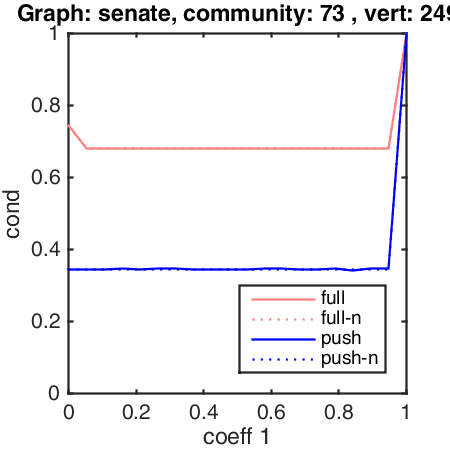 Graph: senate, community: 73 , vert: 249
1
0.8
0.6
0.4
0.2
0
cond
0 0.2 0.4 0.6 0.8 1
coeff 1
full
full-n
push
push-n